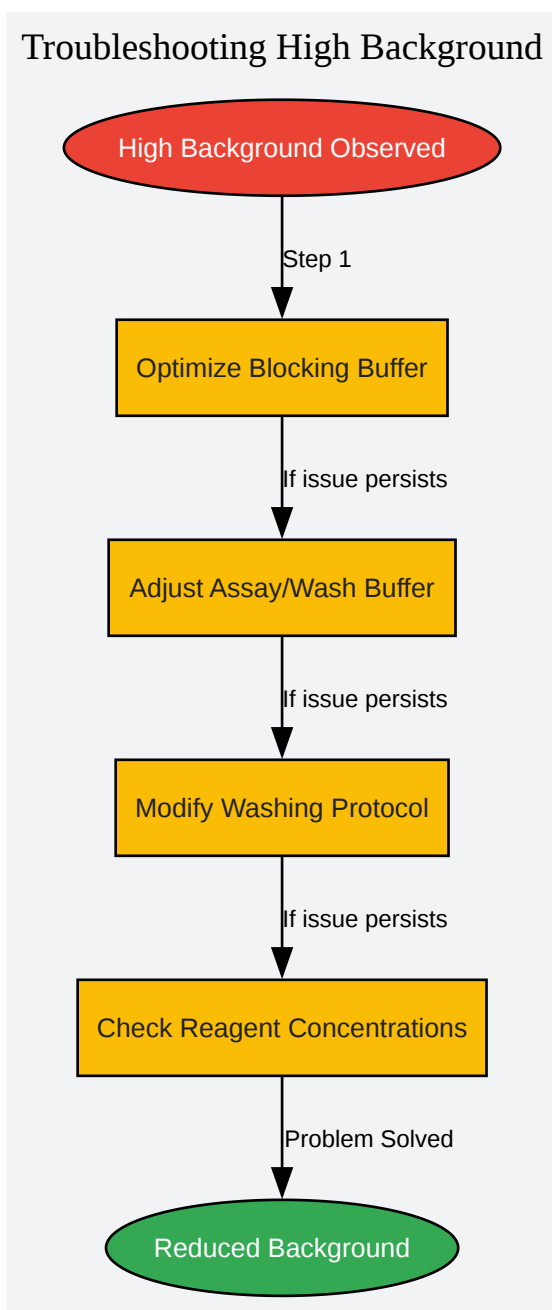 Troubleshooting High Background
High Background Observed
Step 1
Optimize Blocking Buffer
If issue persists
Adjust Assay/Wash Buffer
If issue persists
Modify Washing Protocol
If issue persists
Check Reagent Concentrations
Problem Solved
Reduced Background